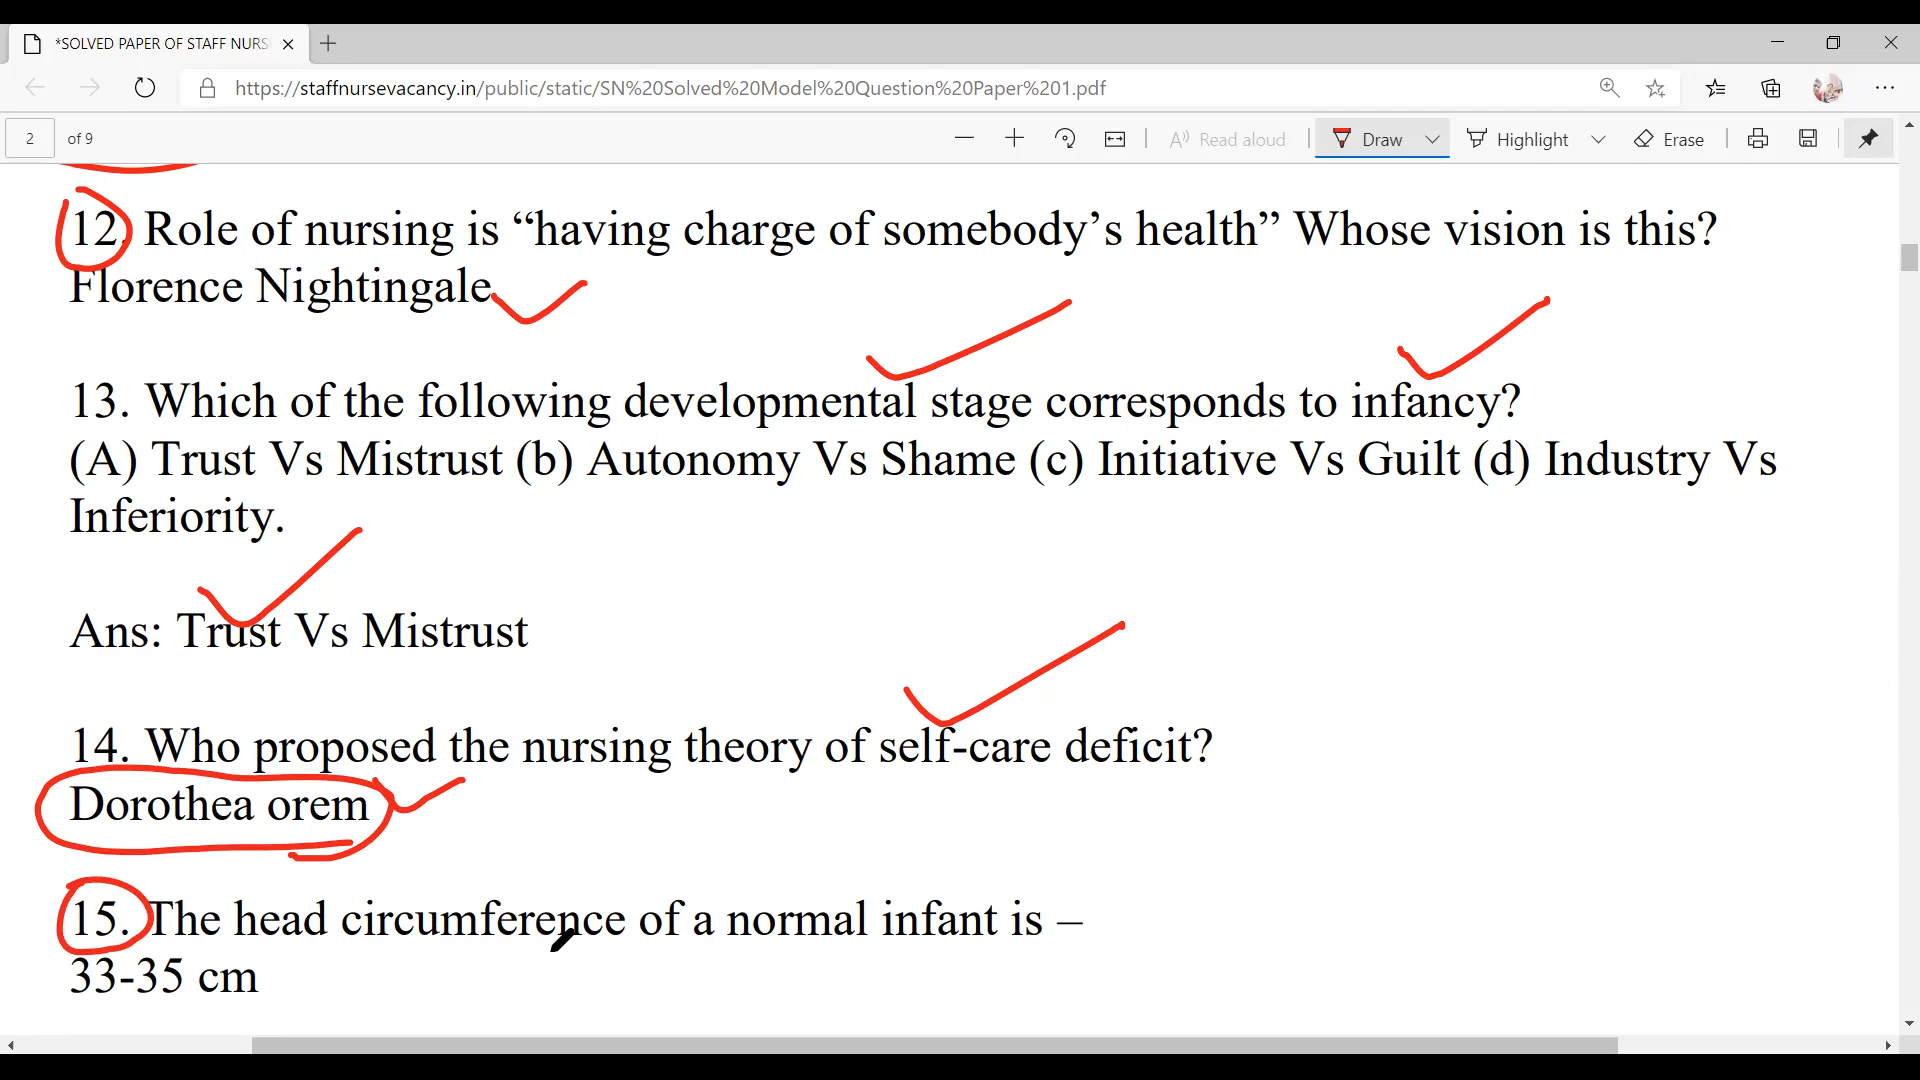 *SOLVED PAPER OF STAFF NURS
https://staffnursevacancy.in/public/static/SN%20Solved%20Model%20Question%20Paper%201.pdf
2 of 9 Read aloud Draw Highlight Erase
12. Role of nursing is “having charge of somebody’s health” Whose vision is this?
Florence Nightingale
13. Which of the following developmental stage corresponds to infancy?
(A) Trust Vs Mistrust (b) Autonomy Vs Shame (c) Initiative Vs Guilt (d) Industry Vs
Inferiority.
Ans: Trust Vs Mistrust
14. Who proposed the nursing theory of self-care deficit?
Dorothea orem
15. The head circumference of a normal infant is –
33-35 cm